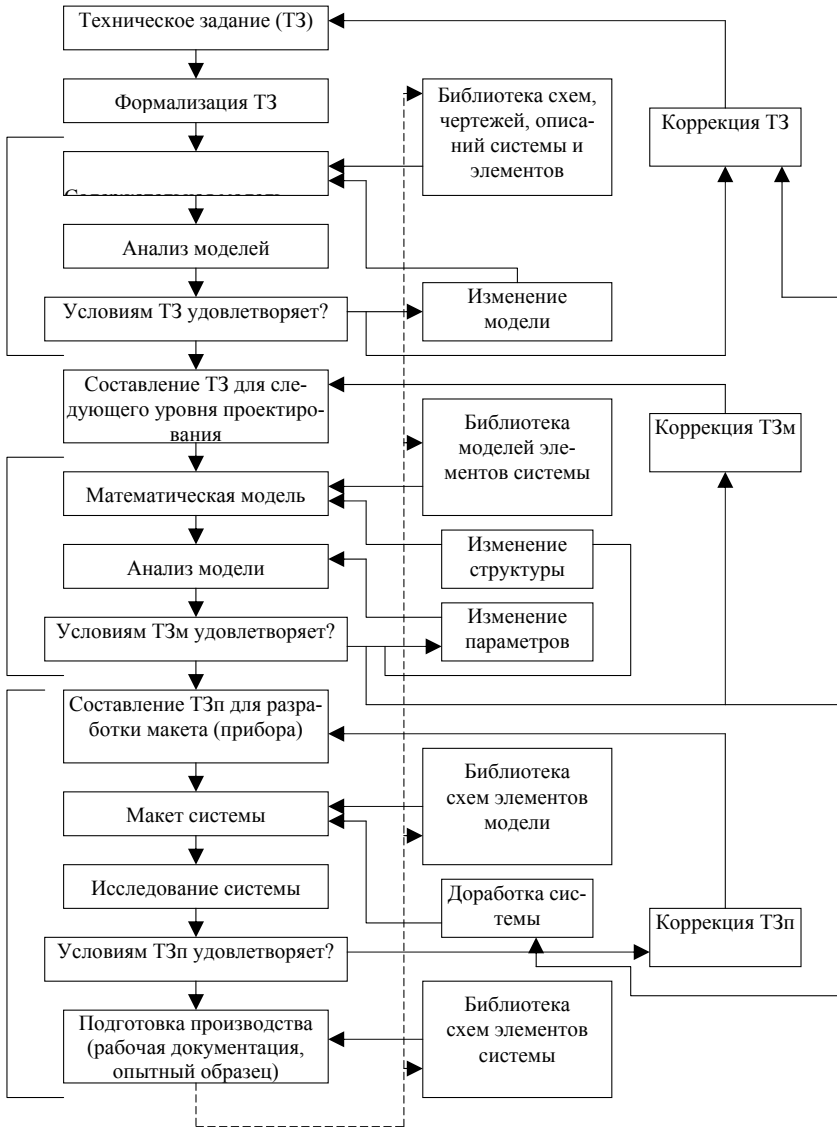 Техническое задание (ТЗ)
Формализация ТЗ
Библиотека схем,
чертежей, описа-
ний системы и
элементов
Коррекция ТЗ
Анализ моделей
Условиям ТЗ удовлетворяет?
Изменение
модели
Составление ТЗ для сле-
дующего уровня проектиро-
вания
Библиотека
моделей эле-
ментов системы
Коррекция ТЗм
Математическая модель
Изменение
структуры
Анализ модели
Условиям ТЗм удовлетворяет?
Изменение
параметров
Составление ТЗп для разра-
ботки макета (прибора)
Библиотека
схем элементов
модели
Макет системы
Исследование системы
Доработка сис-
темы
Коррекция ТЗп
Условиям ТЗп удовлетворяет?
Подготовка производства
(рабочая документация,
опытный образец)
Библиотека
схем элементов
системы